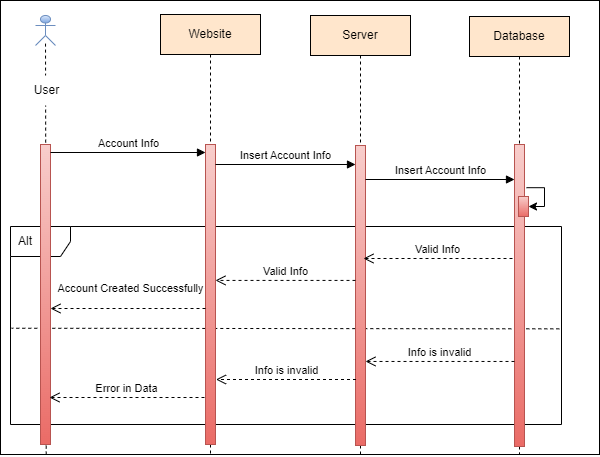 Website
Server
Database
User
Account Info
Insert Account Info
Insert Account Info
Alt
Valid Info
Valid Info
Account Created Successfully
Info is invalid
Info is invalid
Error in Data